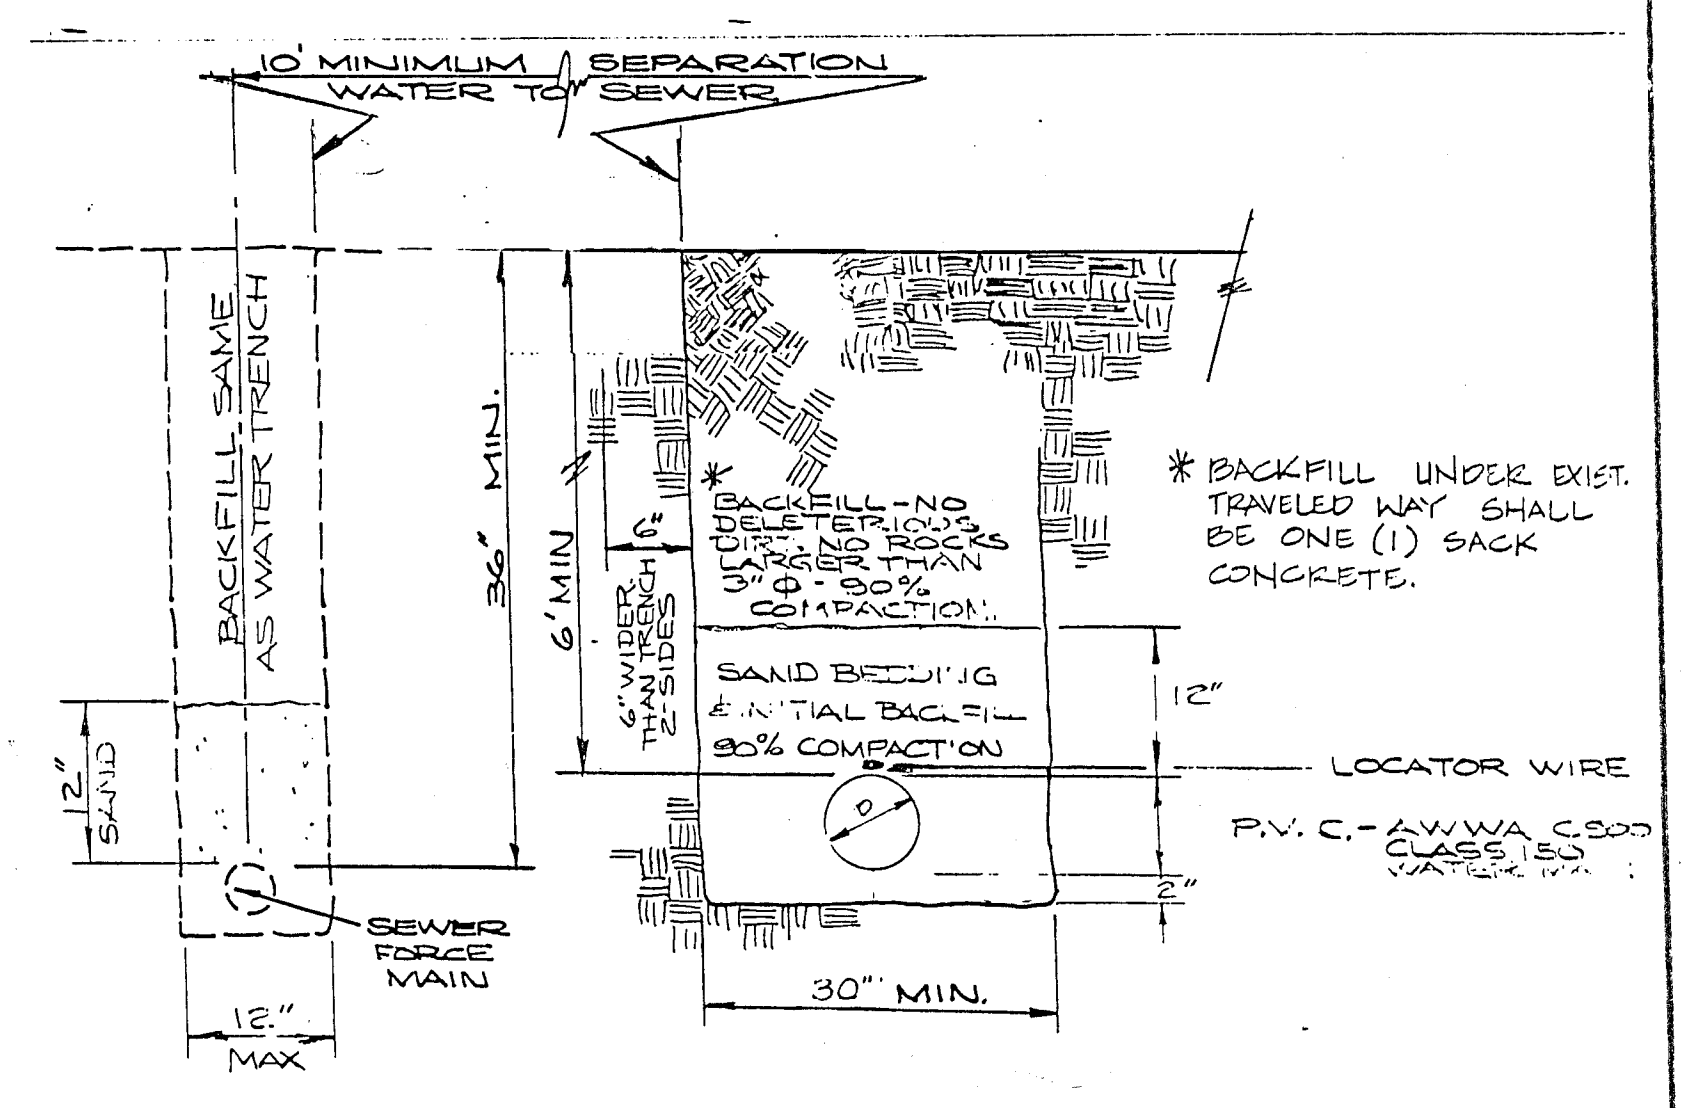 10' MINIMUM SEPARATION
WATER TO SEWER
BACKFILL SAME
AS WATER TRENCH
36" MIN.
6' MIN
6"
6" WIDER
THAN TRENCH
2-SIDES
*
BACKFILL - NO
DELETERIOUS
DIRT. NO ROCKS
LARGER THAN
3" φ - 90%
COMPACTION.
* BACKFILL UNDER EXIST.
TRAVELED WAY SHALL
BE ONE (1) SACK
CONCRETE.
SAND BEDDING
& INITIAL BACKFILL
90% COMPACTION
12"
12"
SAND
LOCATOR WIRE
D
P.V.C. - AWWA C900
CLASS 150
WATER
2"
SEWER
FORCE
MAIN
30" MIN.
12"
MAX